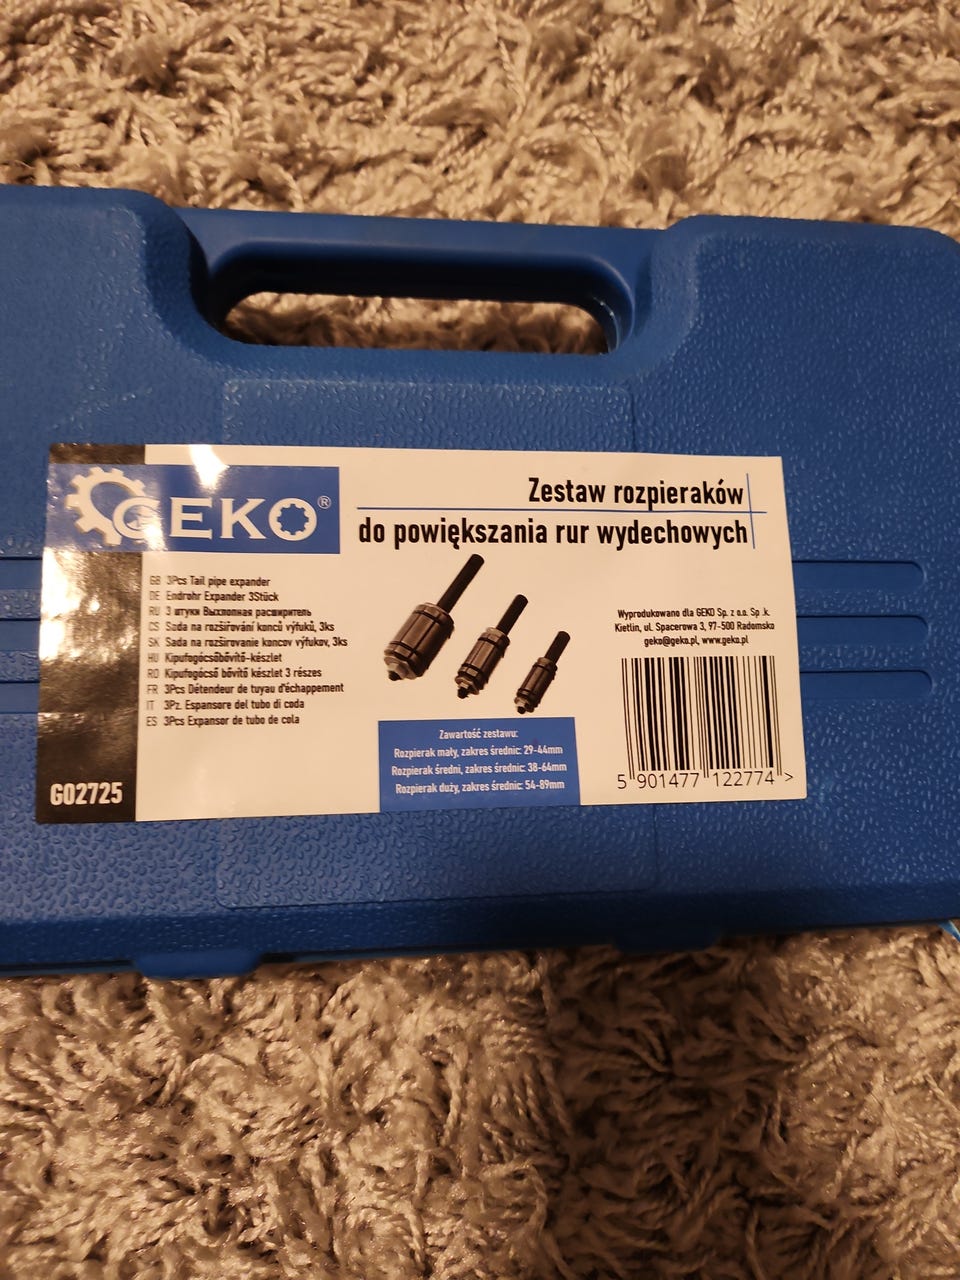 GEKO®
Zestaw rozpieraków
do powiększania rur wydechowych
GB 3Pcs Tail pipe expander
DE Endrohr Expander 3Stück
RU 3 штуки Выхлопная расширитель
CS Sada na rozšiřování konců výfuků, 3ks
SK Sada na rozširovanie koncov výfukov, 3ks
HU Kipufogócsőbővítő-készlet
RO Kipufogócső bővítő készlet 3 részes
FR 3Pcs Détendeur de tuyau d'échappement
IT 3Pz. Espansore del tubo di coda
ES 3Pcs Expansor de tubo de cola
G02725
Zawartość zestawu:
Rozpierak mały, zakres średnic: 29-44mm
Rozpierak średni, zakres średnic: 38-64mm
Rozpierak duży, zakres średnic: 54-89mm
Wyprodukowano dla GEKO Sp. z o.o. Sp .k.
Kietlin, ul. Spacerowa 3, 97-500 Radomsko
geko@geko.pl, www.geko.pl
5 901477 122774 >